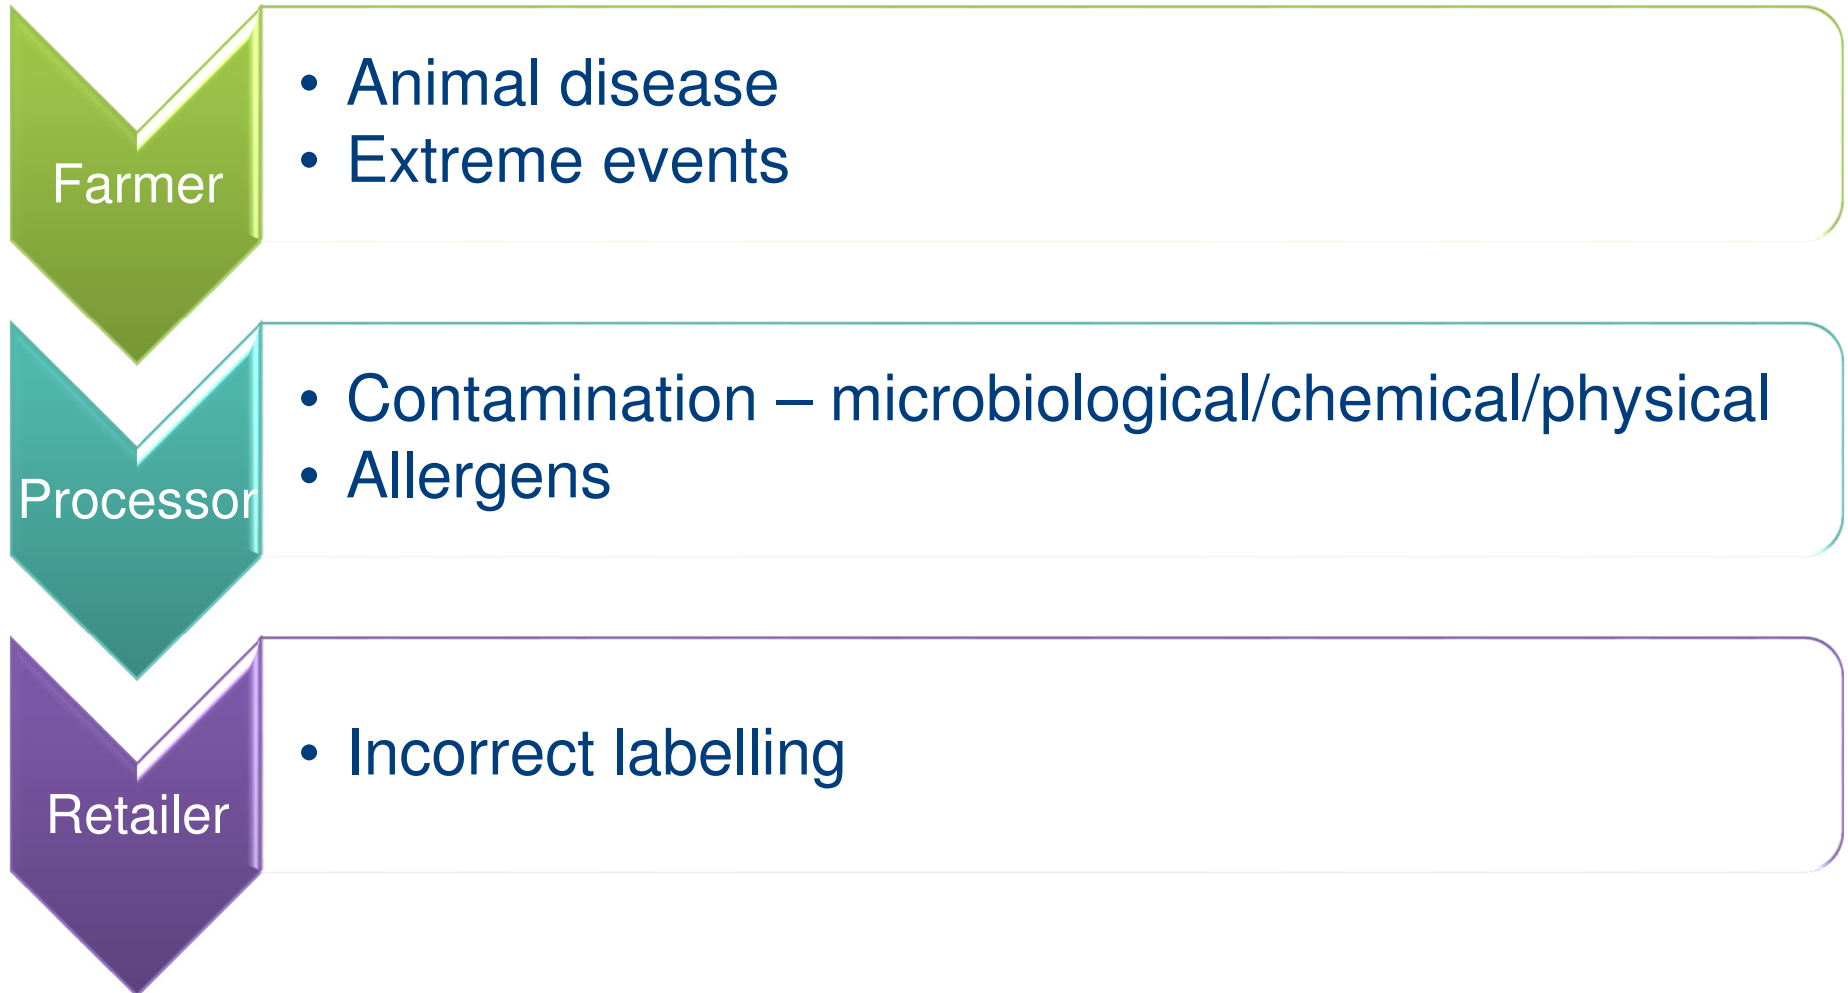 Farmer
• Animal disease
• Extreme events
Processor
• Contamination – microbiological/chemical/physical
• Allergens
Retailer
• Incorrect labelling